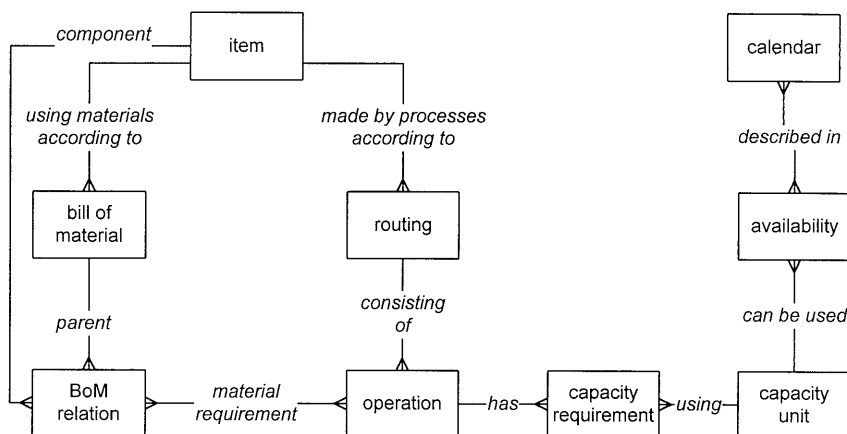 component
item
calendar
using materials
according to
made by processes
according to
described in
bill of
material
routing
availability
parent
consisting
of
can be used
BoM
relation
material
requirement
operation
has
capacity
requirement
using
capacity
unit